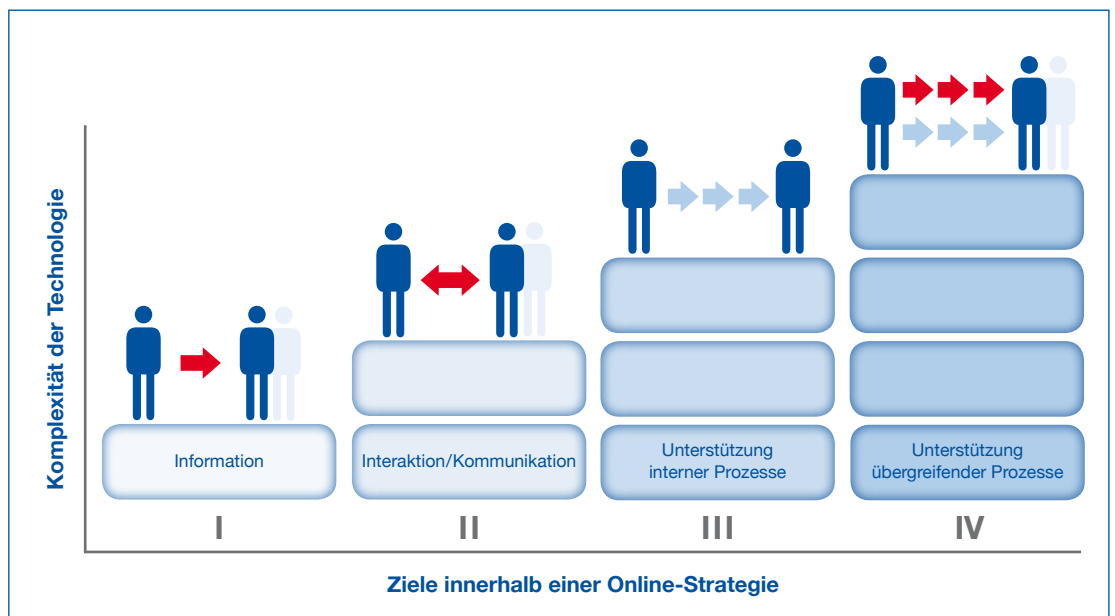 Komplexität der Technologie
Information
Interaktion/Kommunikation
Unterstützung
interner Prozesse
Unterstützung
übergreifender Prozesse
I
II
III
IV
Ziele innerhalb einer Online-Strategie